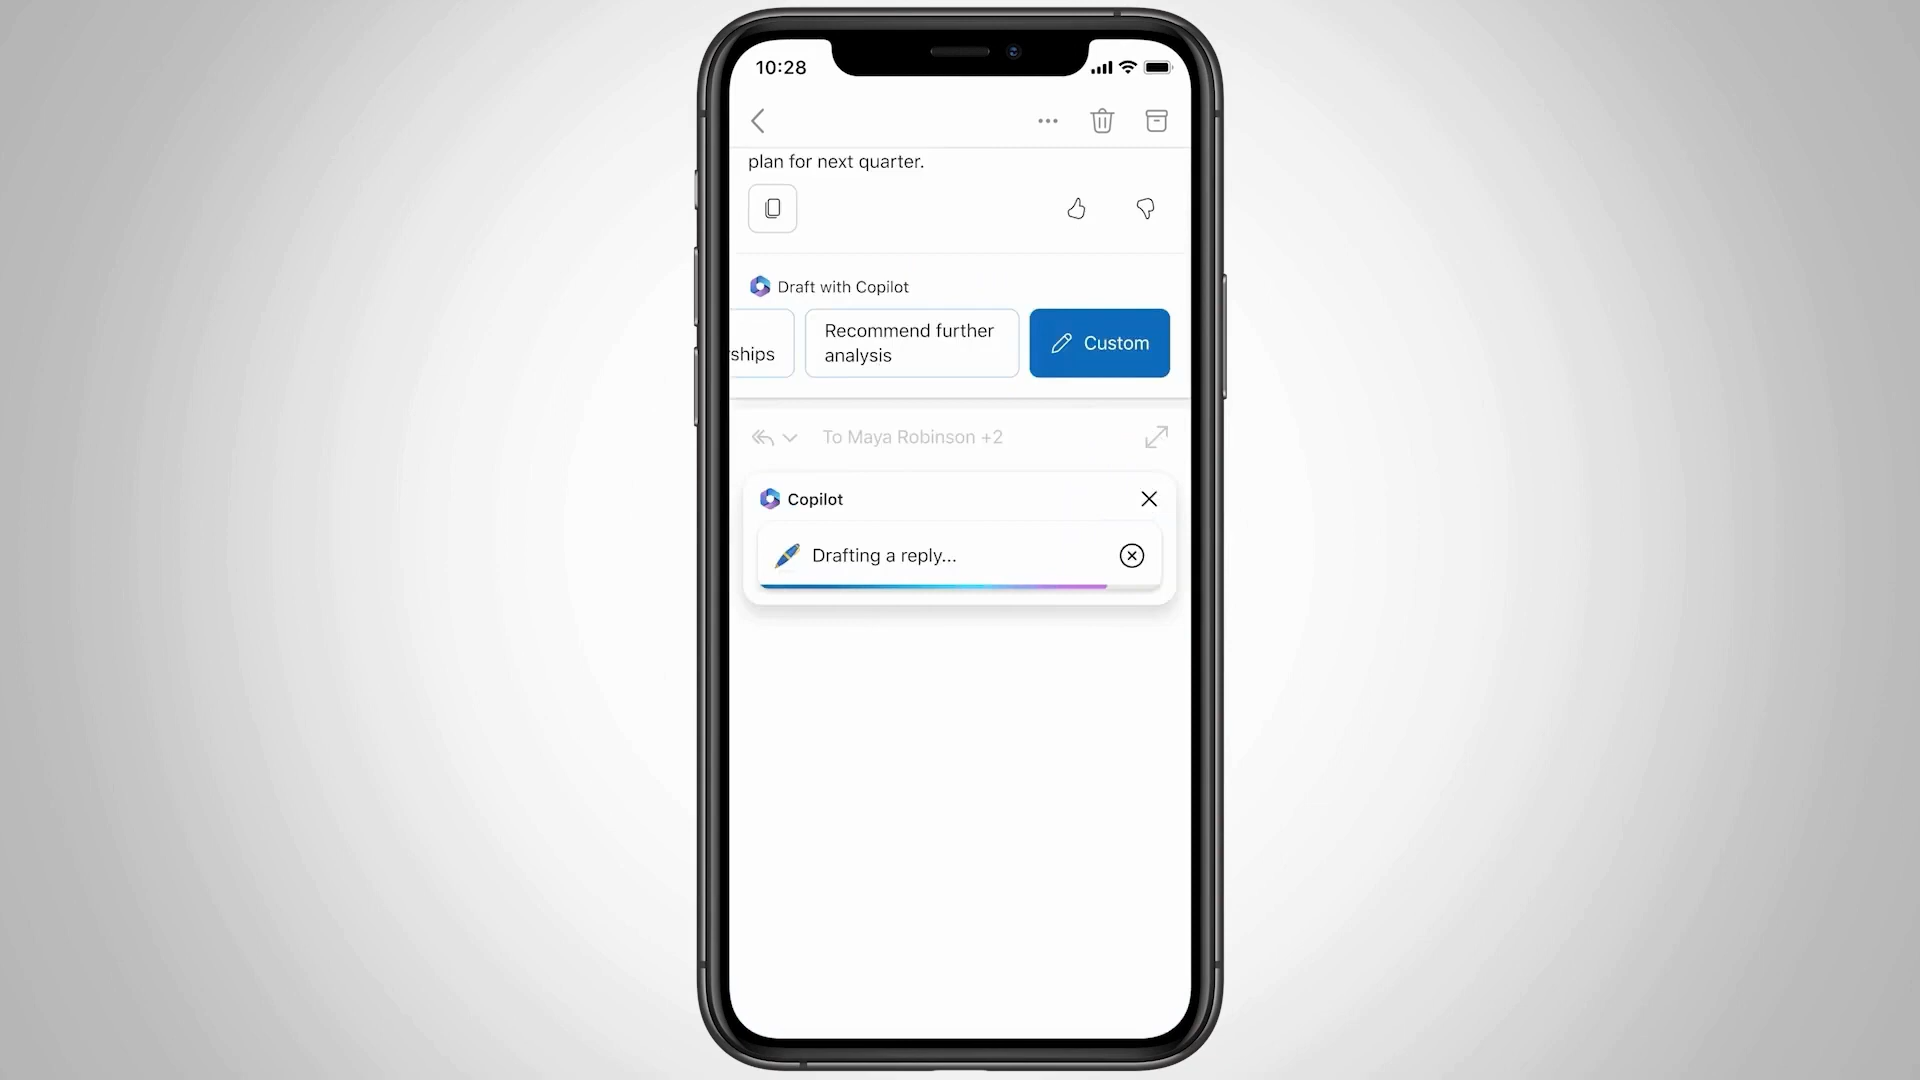 10:28
plan for next quarter.
Draft with Copilot
ships
Recommend further
analysis
Custom
To Maya Robinson +2
Copilot
Drafting a reply...